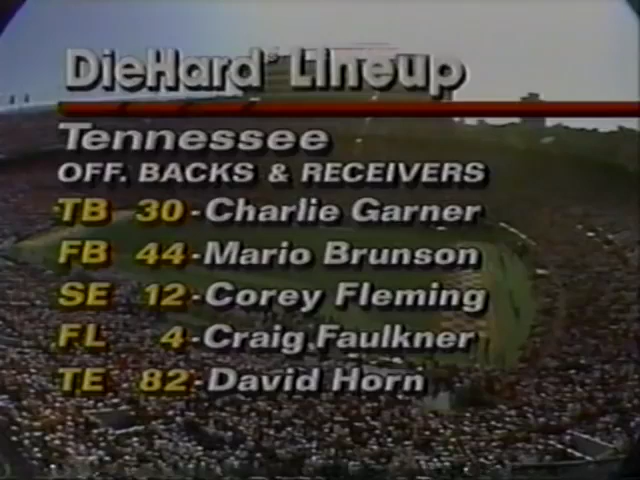 DieHard® Lineup
Tennessee
OFF. BACKS & RECEIVERS
TB 30-Charlie Garner
FB 44-Mario Brunson
SE 12-Corey Fleming
FL 4-Craig Faulkner
TE 82-David Horn